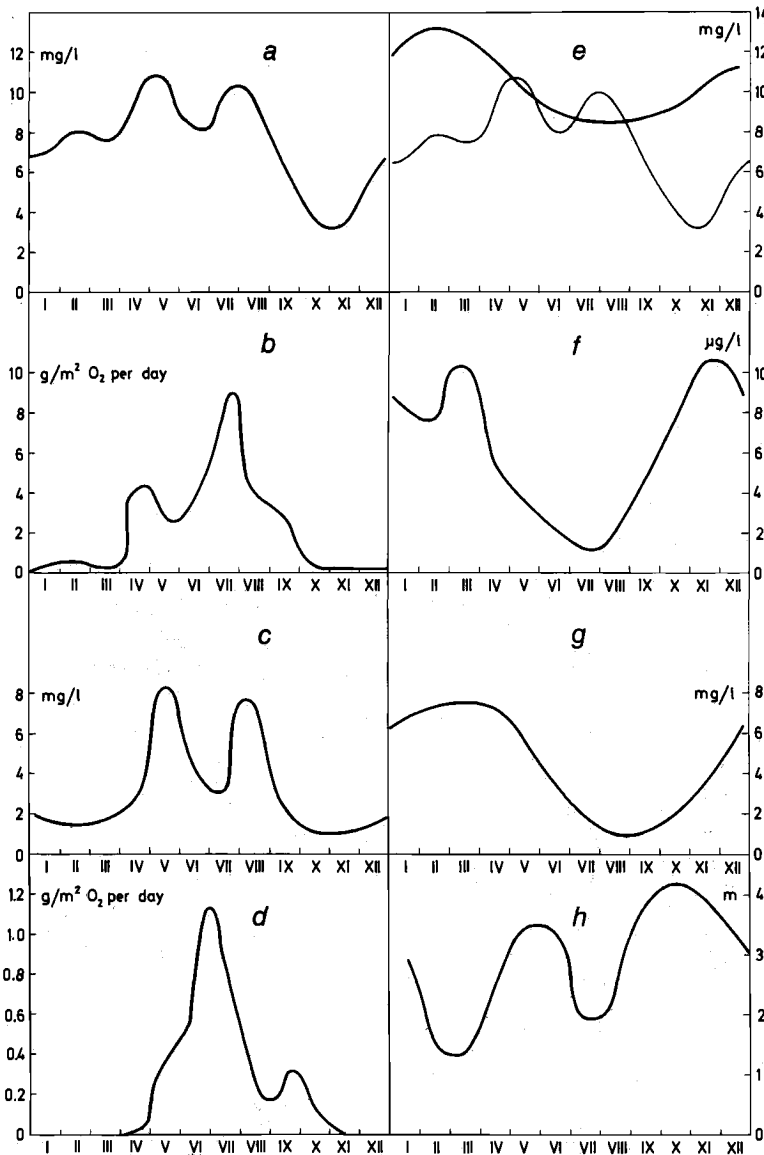 a
mg/l
12
10
8
6
4
2
0
I II III IV V VI VII VIII IX X XI XII
e
mg/l
14
12
10
8
6
4
2
0
I II III IV V VI VII VIII IX X XI XII
b
g/m² O₂ per day
10
8
6
4
2
0
I II III IV V VI VII VIII IX X XI XII
f
µg/l
10
8
6
4
2
0
I II III IV V VI VII VIII IX X XI XII
c
mg/l
8
6
4
2
0
I II III IV V VI VII VIII IX X XI XII
g
mg/l
8
6
4
2
0
I II III IV V VI VII VIII IX X XI XII
d
g/m² O₂ per day
1.2
1.0
0.8
0.6
0.4
0.2
0
I II III IV V VI VII VIII IX X XI XII
h
m
4
3
2
1
0
I II III IV V VI VII VIII IX X XI XII